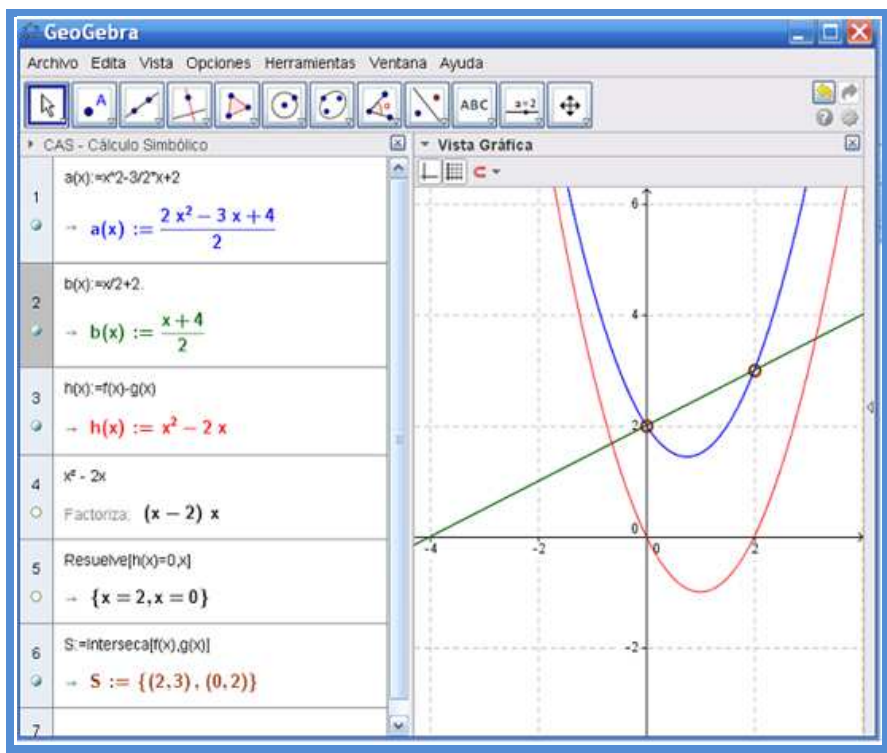 GeoGebra
Archivo Edita Vista Opciones Herramientas Ventana Ayuda
A
ABC
a=2
CAS - Cálculo Simbólico
1
a(x):=x^2-3/2*x+2
→ a(x) := (2 x² − 3 x + 4) / 2
2
b(x):=x/2+2.
→ b(x) := (x + 4) / 2
3
h(x):=f(x)-g(x)
→ h(x) := x² − 2 x
4
x² - 2x
Factoriza: (x − 2) x
5
Resuelve[h(x)=0,x]
→ {x = 2, x = 0}
6
S:=Interseca[f(x),g(x)]
→ S := {(2, 3) , (0, 2)}
7
Vista Gráfica
6
4
2
0
-4 -2 0 2
-2